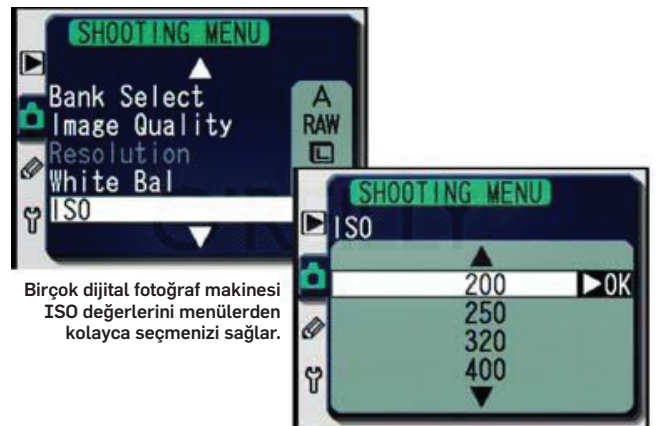 SHOOTING MENU
Bank Select
Image Quality
Resolution
White Bal
ISO
A
RAW
L
SHOOTING MENU
ISO
200 ▶OK
250
320
400
Birçok dijital fotoğraf makinesi
ISO değerlerini menülerden
kolayca seçmenizi sağlar.